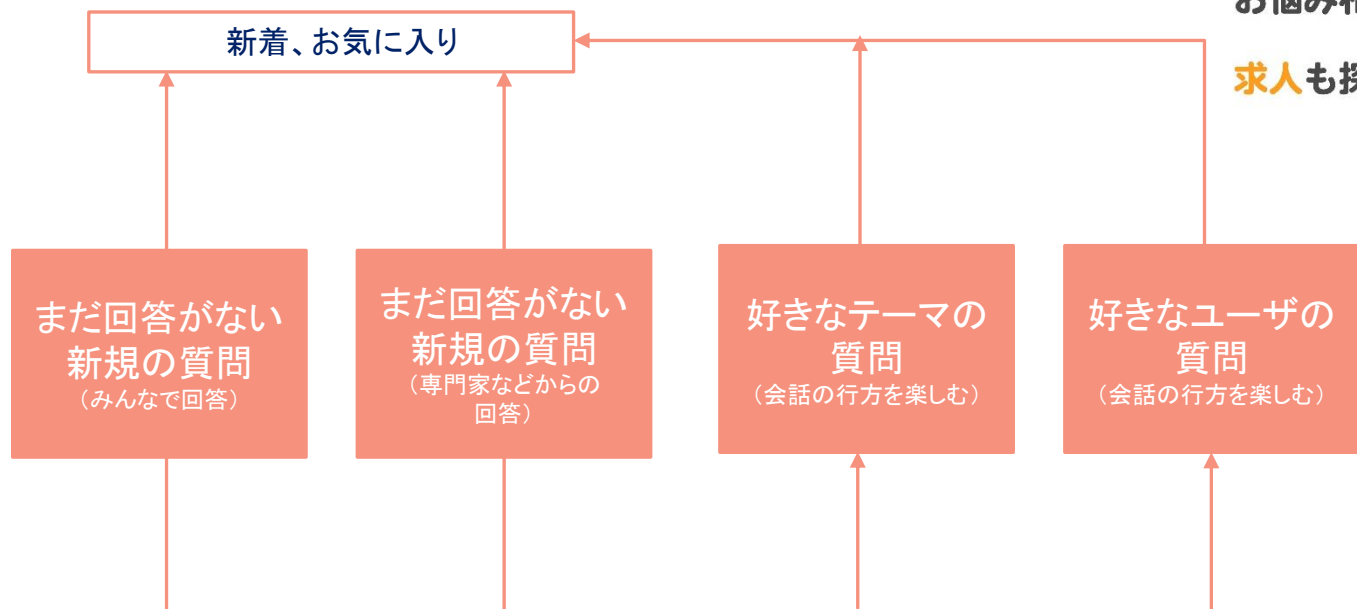 お悩み
求人も
新着、お気に入り
まだ回答がない
新規の質問
（みんなで回答）
まだ回答がない
新規の質問
（専門家などからの
回答）
好きなテーマの
質問
（会話の行方を楽しむ）
好きなユーザの
質問
（会話の行方を楽しむ）